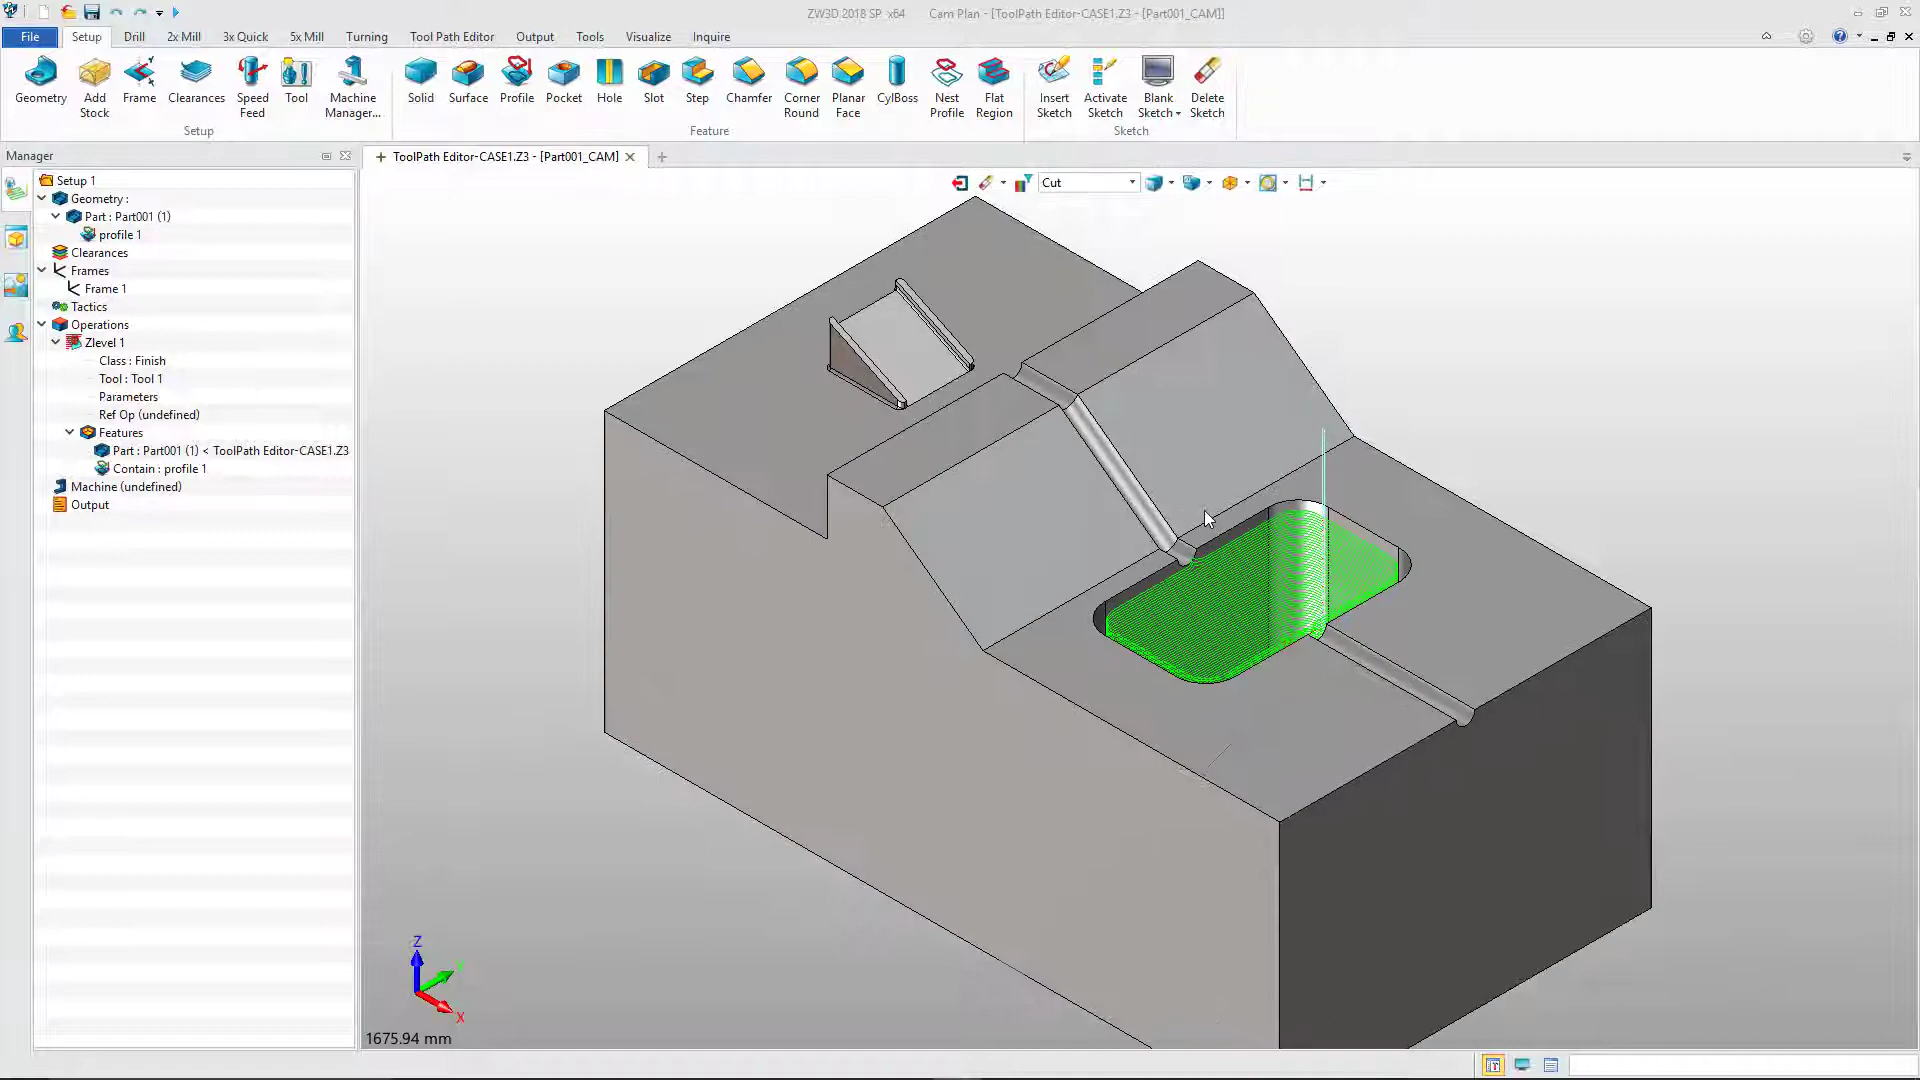 ZW3D 2018 SP x64 Cam Plan - [ToolPath Editor-CASE1.Z3 - [Part001_CAM]]
File Setup Drill 2x Mill 3x Quick 5x Mill Turning Tool Path Editor Output Tools Visualize Inquire
Geometry Add Stock Frame Clearances Speed Feed Tool Machine Manager... Solid Surface Profile Pocket Hole Slot Step Chamfer Corner Round Planar Face CylBoss Nest Profile Flat Region Insert Sketch Activate Sketch Blank Sketch Delete Sketch
Setup Feature Sketch
Manager
ToolPath Editor-CASE1.Z3 - [Part001_CAM]
Cut
Setup 1
Geometry :
Part : Part001 (1)
profile 1
Clearances
Frames
Frame 1
Tactics
Operations
Zlevel 1
Class : Finish
Tool : Tool 1
Parameters
Ref Op (undefined)
Features
Part : Part001 (1) < ToolPath Editor-CASE1.Z3
Contain : profile 1
Machine (undefined)
Output
Z
Y
X
1675.94 mm